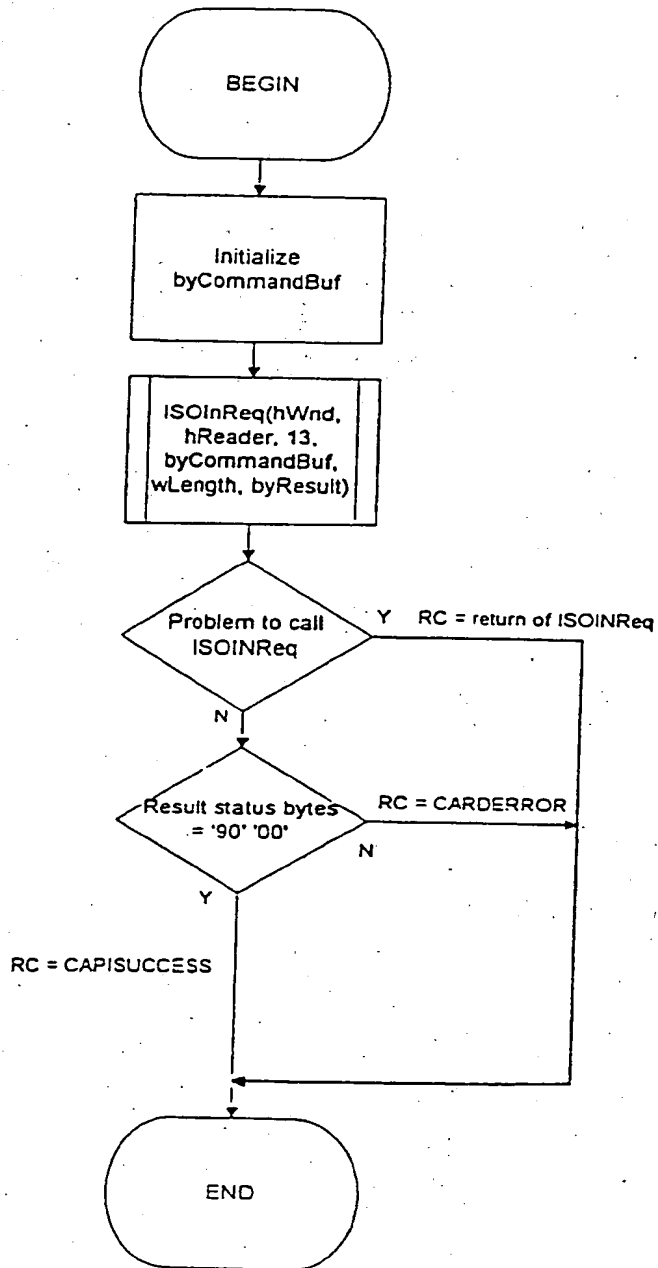 BEGIN
Initialize
byCommandBuf
ISOInReq(hWnd,
hReader, 13,
byCommandBuf,
wLength, byResult)
Problem to call
ISOINReq
Y
RC = return of ISOINReq
N
Result status bytes
= '90' '00'
RC = CARDERROR
N
Y
RC = CAPISUCCESS
END